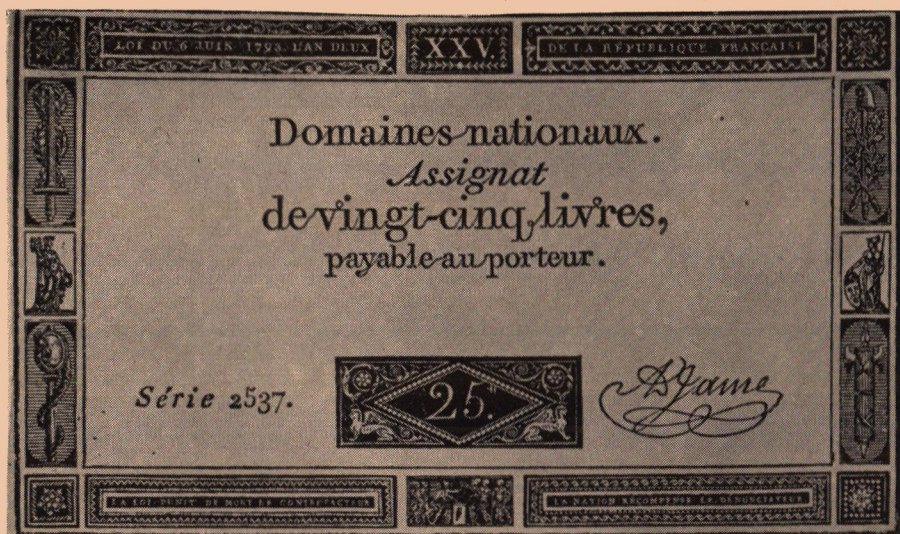 LOI DU 6 JUIN 1793. L'AN DEUX
XXV.
DE LA RÉPUBLIQUE FRANÇAISE
Domaines nationaux.
Assignat
de vingt-cinq livres,
payable au porteur.
Série 2537.
25.
A Jame
LA LOI PUNIT DE MORT LE CONTREFACTEUR
LA NATION RÉCOMPENSE LE DÉNONCIATEUR